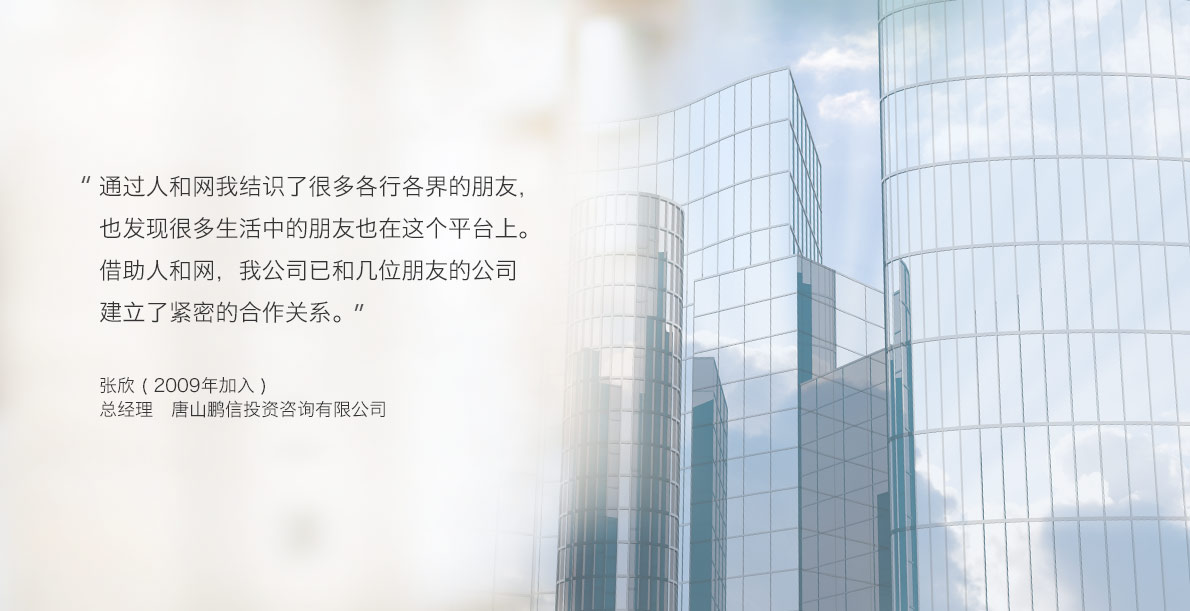 “通过人和网我结识了很多各行各界的朋友，
也发现很多生活中的朋友也在这个平台上。
借助人和网，我公司已和几位朋友的公司
建立了紧密的合作关系。”
张欣（2009年加入）
总经理　唐山鹏信投资咨询有限公司